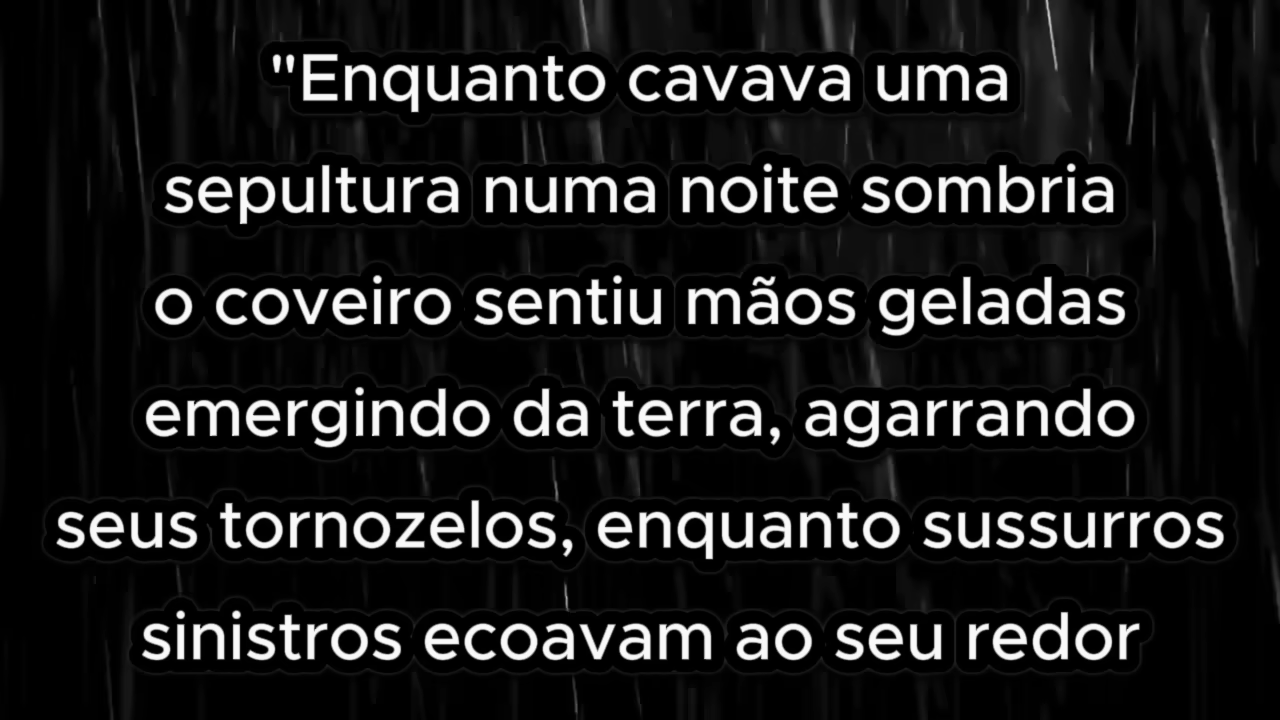 "Enquanto cavava uma
sepultura numa noite sombria
o coveiro sentiu mãos geladas
emergindo da terra, agarrando
seus tornozelos, enquanto sussurros
sinistros ecoavam ao seu redor